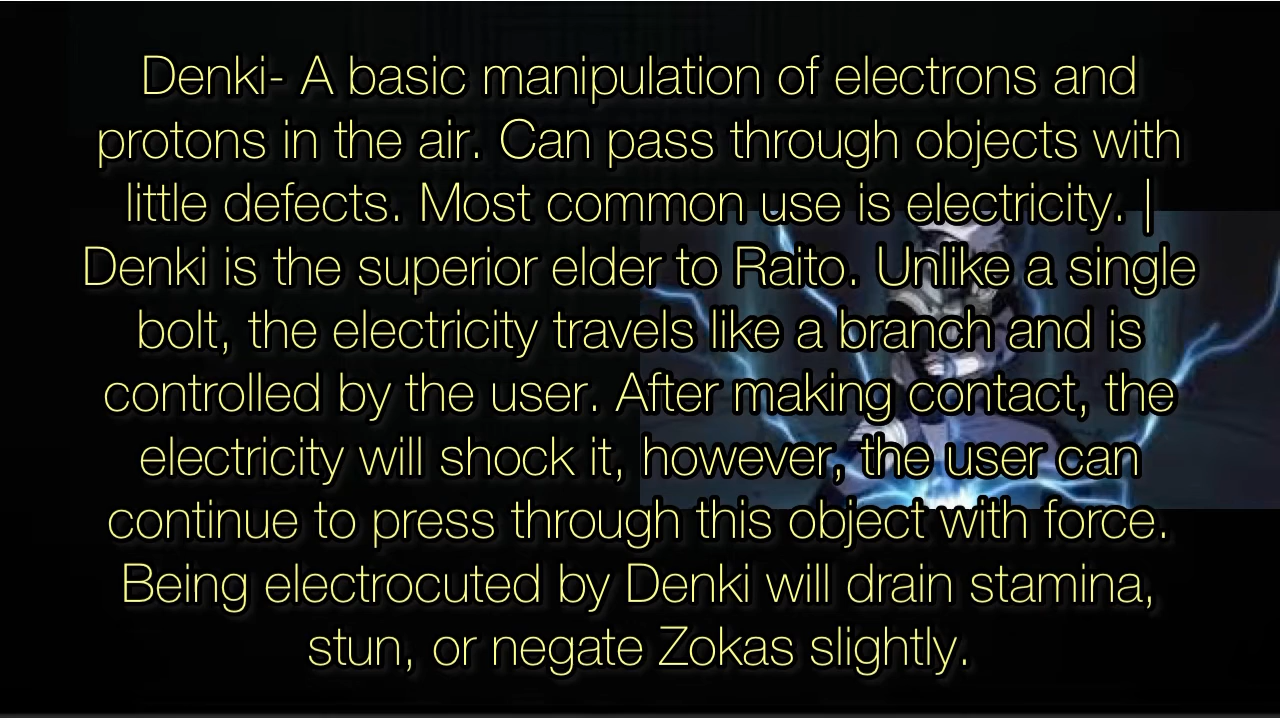 Denki- A basic manipulation of electrons and
protons in the air. Can pass through objects with
little defects. Most common use is electricity. |
Denki is the superior elder to Raito. Unlike a single
bolt, the electricity travels like a branch and is
controlled by the user. After making contact, the
electricity will shock it, however, the user can
continue to press through this object with force.
Being electrocuted by Denki will drain stamina,
stun, or negate Zokas slightly.